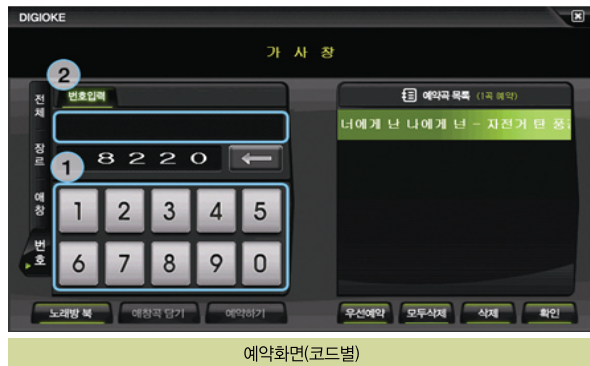 DIGIOKE
가 사 창
2
번호입력
전체
장르
애창
번호
1
8 2 2 0
1 2 3 4 5
6 7 8 9 0
노래방 북
애창곡 담기
예약하기
예약곡 목록 (1곡 예약)
너에게 난 나에게 넌 - 자전거 탄 풍
우선예약
모두삭제
삭제
확인
예약화면(코드별)